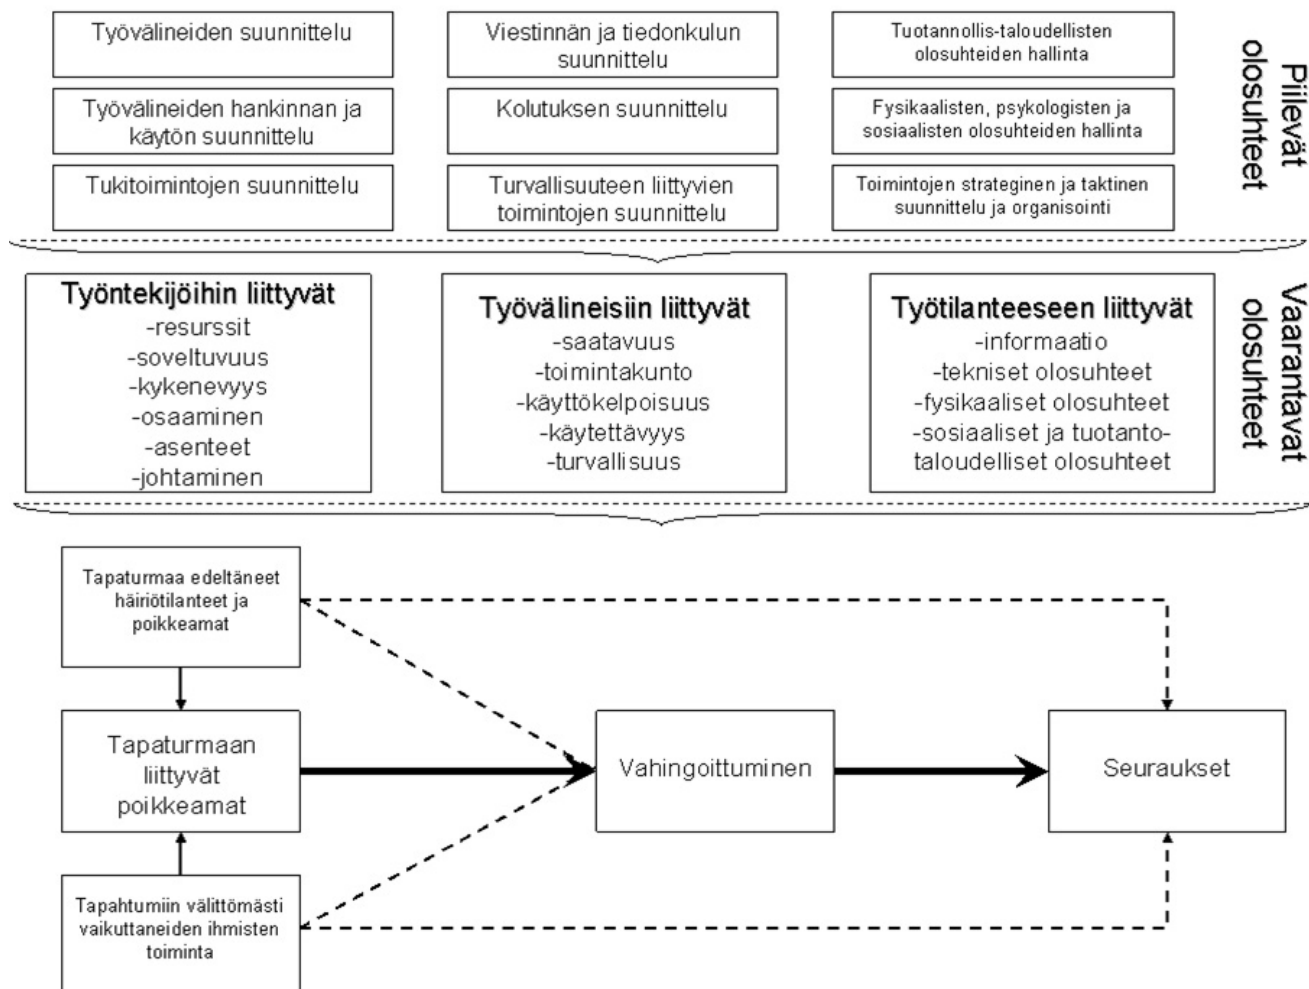 Työvälineiden suunnittelu
Viestinnän ja tiedonkulun
suunnittelu
Tuotannollis-taloudellisten
olosuhteiden hallinta
Työvälineiden hankinnan ja
käytön suunnittelu
Kolutuksen suunnittelu
Fysikaalisten, psykologisten ja
sosiaalisten olosuhteiden hallinta
Tukitoimintojen suunnittelu
Turvallisuuteen liittyvien
toimintojen suunnittelu
Toimintojen strateginen ja taktinen
suunnittelu ja organisointi
Piilevät
olosuhteet
Työntekijöihin liittyvät
-resurssit
-soveltuvuus
-kykenevyys
-osaaminen
-asenteet
-johtaminen
Työvälineisiin liittyvät
-saatavuus
-toimintakunto
-käyttökelpoisuus
-käytettävyys
-turvallisuus
Työtilanteeseen liittyvät
-informaatio
-tekniset olosuhteet
-fysikaaliset olosuhteet
-sosiaaliset ja tuotanto-
taloudelliset olosuhteet
Vaarantavat
olosuhteet
Tapaturmaa edeltäneet
häiriötilanteet ja
poikkeamat
Tapaturmaan
liittyvät
poikkeamat
Vahingoittuminen
Seuraukset
Tapahtumiin välittömästi
vaikuttaneiden ihmisten
toiminta